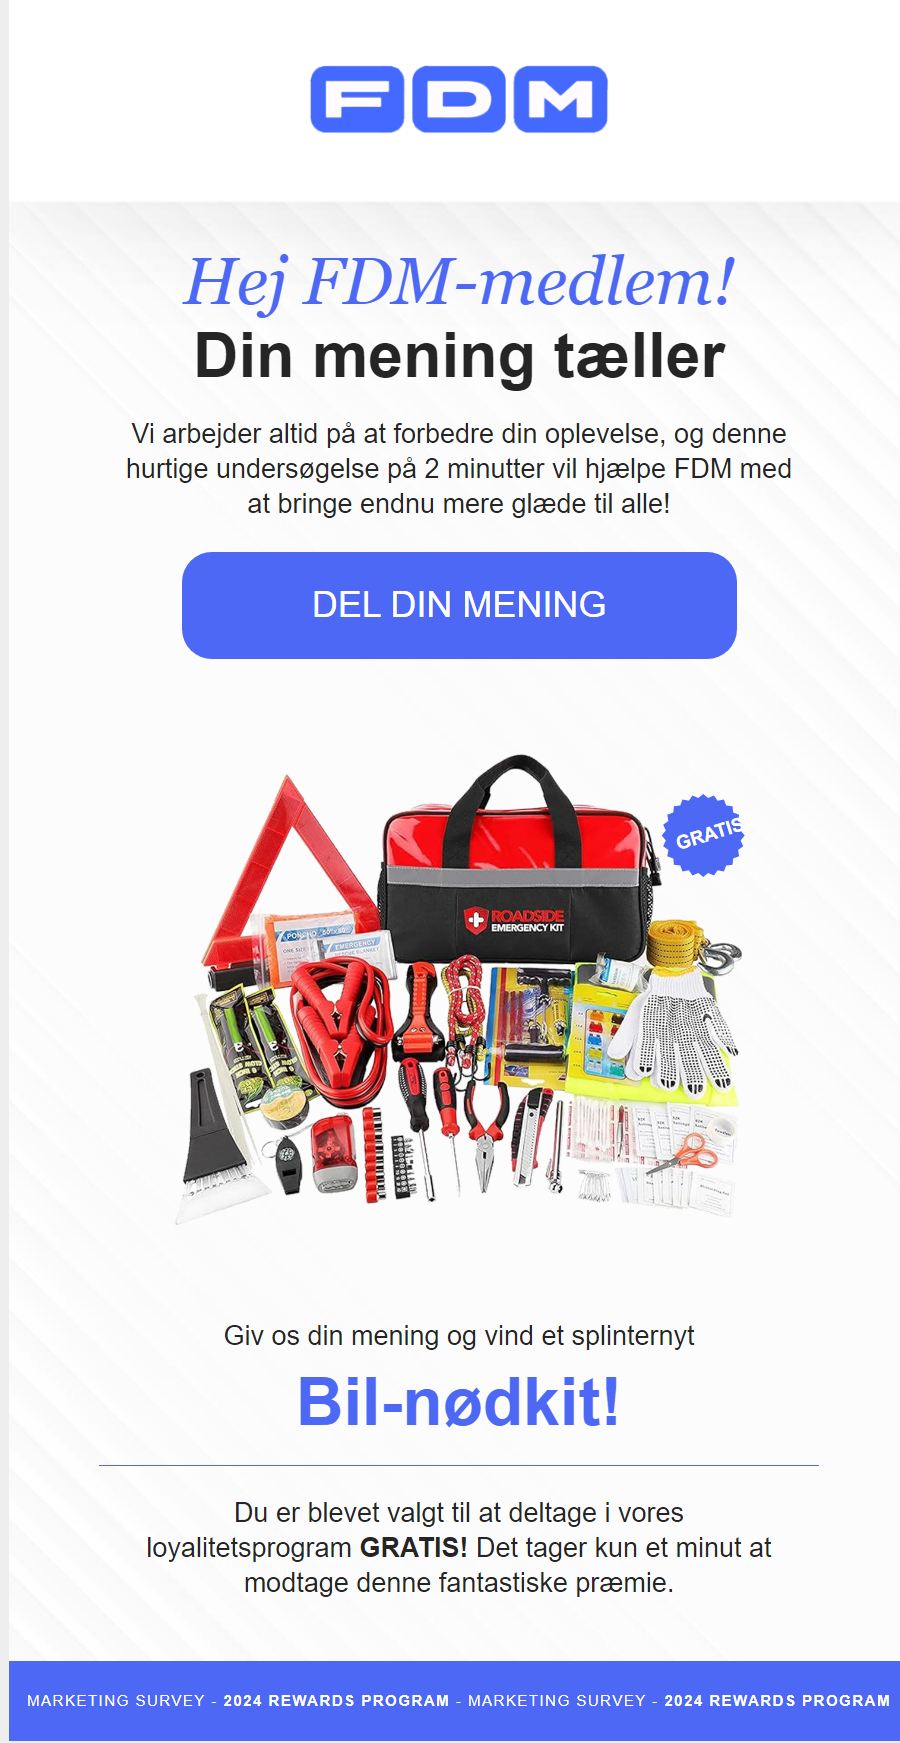 FDM
Hej FDM-medlem!
Din mening tæller
Vi arbejder altid på at forbedre din oplevelse, og denne
hurtige undersøgelse på 2 minutter vil hjælpe FDM med
at bringe endnu mere glæde til alle!
DEL DIN MENING
GRATIS
ROADSIDE
EMERGENCY KIT
PONCHO
EMERGENCY
Giv os din mening og vind et splinternyt
Bil-nødkit!
Du er blevet valgt til at deltage i vores
loyalitetsprogram GRATIS! Det tager kun et minut at
modtage denne fantastiske præmie.
MARKETING SURVEY - 2024 REWARDS PROGRAM - MARKETING SURVEY - 2024 REWARDS PROGRAM